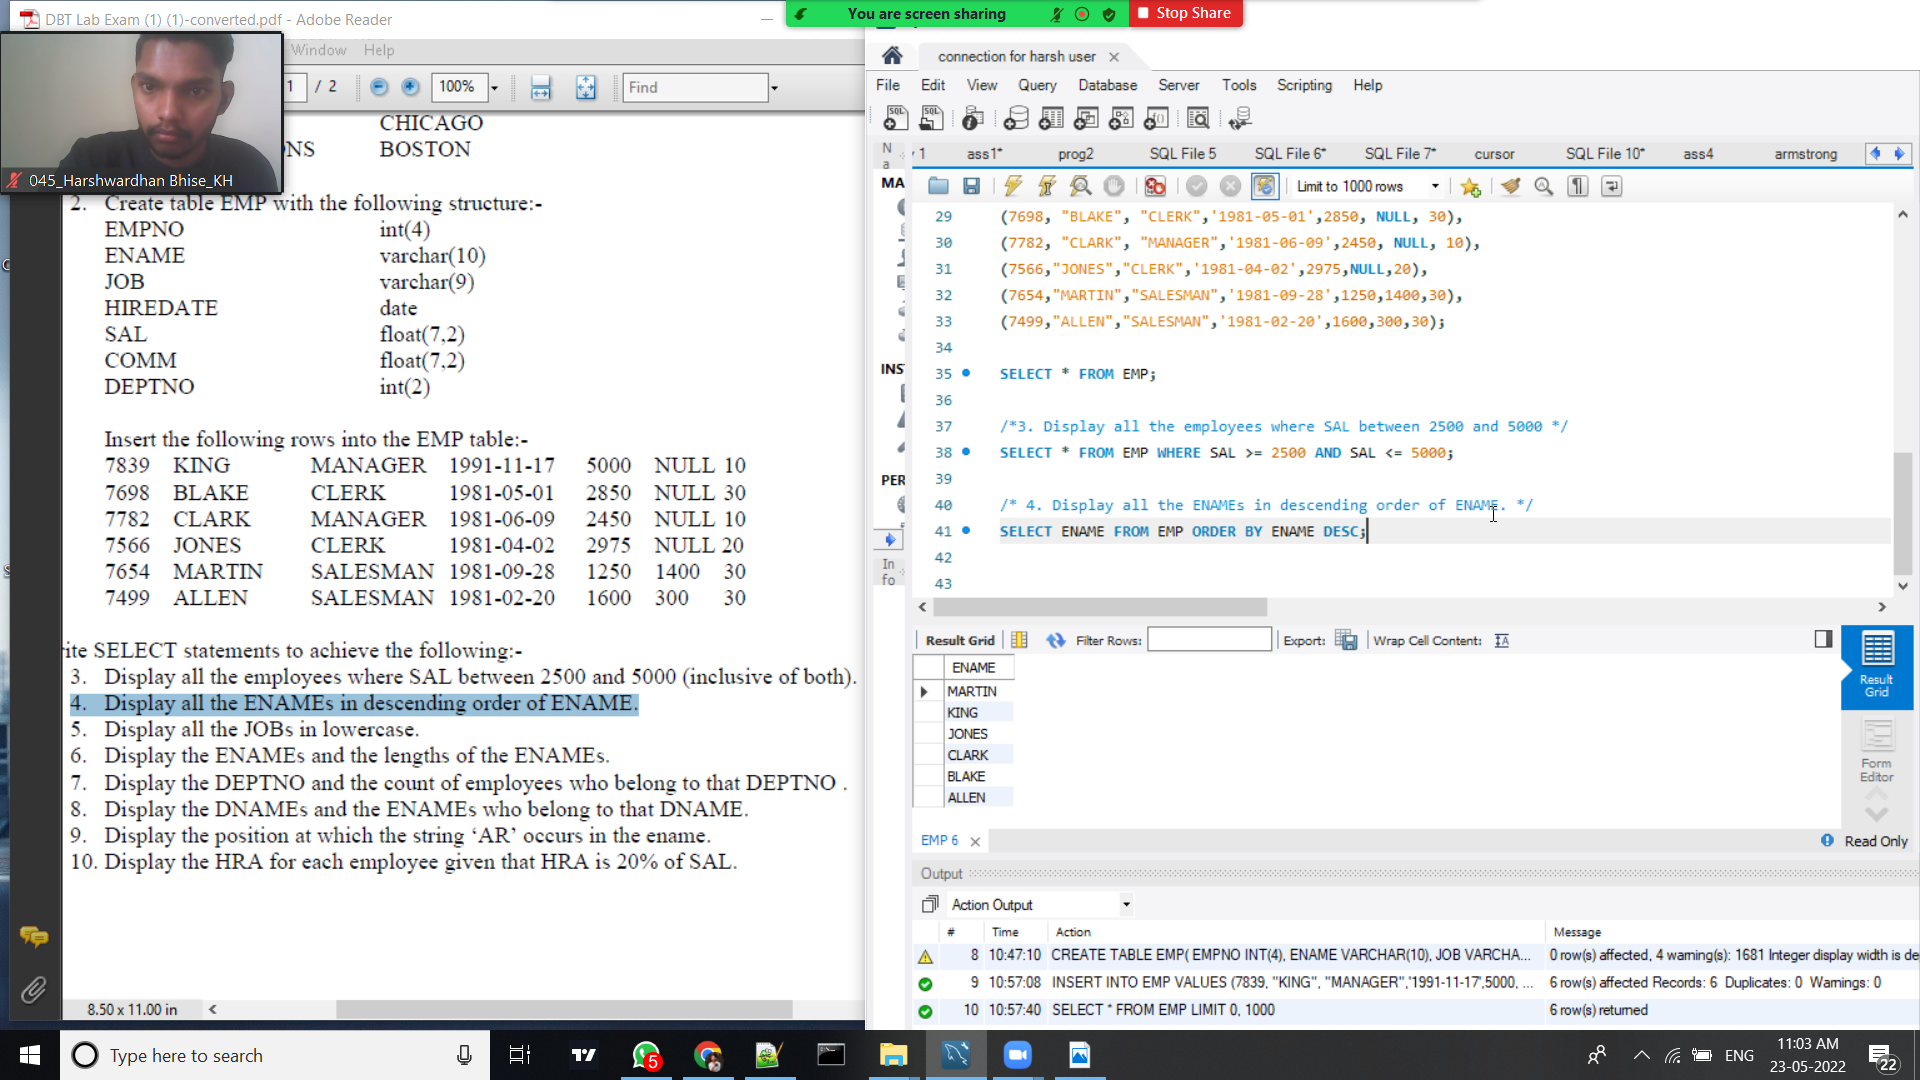 DBT Lab Exam (1) (1)-converted.pdf - Adobe Reader
You are screen sharing
Stop Share
Window Help
1 / 2
100%
Find
045_Harshwardhan Bhise_KH
CHICAGO
NS BOSTON
2. Create table EMP with the following structure:-
EMPNO int(4)
ENAME varchar(10)
JOB varchar(9)
HIREDATE date
SAL float(7,2)
COMM float(7,2)
DEPTNO int(2)
Insert the following rows into the EMP table:-
7839 KING MANAGER 1991-11-17 5000 NULL 10
7698 BLAKE CLERK 1981-05-01 2850 NULL 30
7782 CLARK MANAGER 1981-06-09 2450 NULL 10
7566 JONES CLERK 1981-04-02 2975 NULL 20
7654 MARTIN SALESMAN 1981-09-28 1250 1400 30
7499 ALLEN SALESMAN 1981-02-20 1600 300 30
ite SELECT statements to achieve the following:-
3. Display all the employees where SAL between 2500 and 5000 (inclusive of both).
4. Display all the ENAMEs in descending order of ENAME.
5. Display all the JOBs in lowercase.
6. Display the ENAMEs and the lengths of the ENAMEs.
7. Display the DEPTNO and the count of employees who belong to that DEPTNO .
8. Display the DNAMEs and the ENAMEs who belong to that DNAME.
9. Display the position at which the string ‘AR’ occurs in the ename.
10. Display the HRA for each employee given that HRA is 20% of SAL.
8.50 x 11.00 in
connection for harsh user
File Edit View Query Database Server Tools Scripting Help
Na
1 ass1* prog2 SQL File 5 SQL File 6* SQL File 7* cursor SQL File 10* ass4 armstrong
MA
INS
PER
In
fo
Limit to 1000 rows
29 (7698, "BLAKE", "CLERK",'1981-05-01',2850, NULL, 30),
30 (7782, "CLARK", "MANAGER",'1981-06-09',2450, NULL, 10),
31 (7566,"JONES","CLERK",'1981-04-02',2975,NULL,20),
32 (7654,"MARTIN","SALESMAN",'1981-09-28',1250,1400,30),
33 (7499,"ALLEN","SALESMAN",'1981-02-20',1600,300,30);
34
35 SELECT * FROM EMP;
36
37 /*3. Display all the employees where SAL between 2500 and 5000 */
38 SELECT * FROM EMP WHERE SAL >= 2500 AND SAL <= 5000;
39
40 /* 4. Display all the ENAMEs in descending order of ENAME. */
41 SELECT ENAME FROM EMP ORDER BY ENAME DESC;
42
43
Result Grid Filter Rows: Export: Wrap Cell Content:
ENAME
MARTIN
KING
JONES
CLARK
BLAKE
ALLEN
Result Grid
Form Editor
EMP 6
Read Only
Output
Action Output
# Time Action Message
8 10:47:10 CREATE TABLE EMP( EMPNO INT(4), ENAME VARCHAR(10), JOB VARCHA... 0 row(s) affected, 4 warning(s): 1681 Integer display width is de
9 10:57:08 INSERT INTO EMP VALUES (7839, "KING", "MANAGER",'1991-11-17',5000, ... 6 row(s) affected Records: 6 Duplicates: 0 Warnings: 0
10 10:57:40 SELECT * FROM EMP LIMIT 0, 1000 6 row(s) returned
Type here to search
5
ENG
11:03 AM
23-05-2022
22